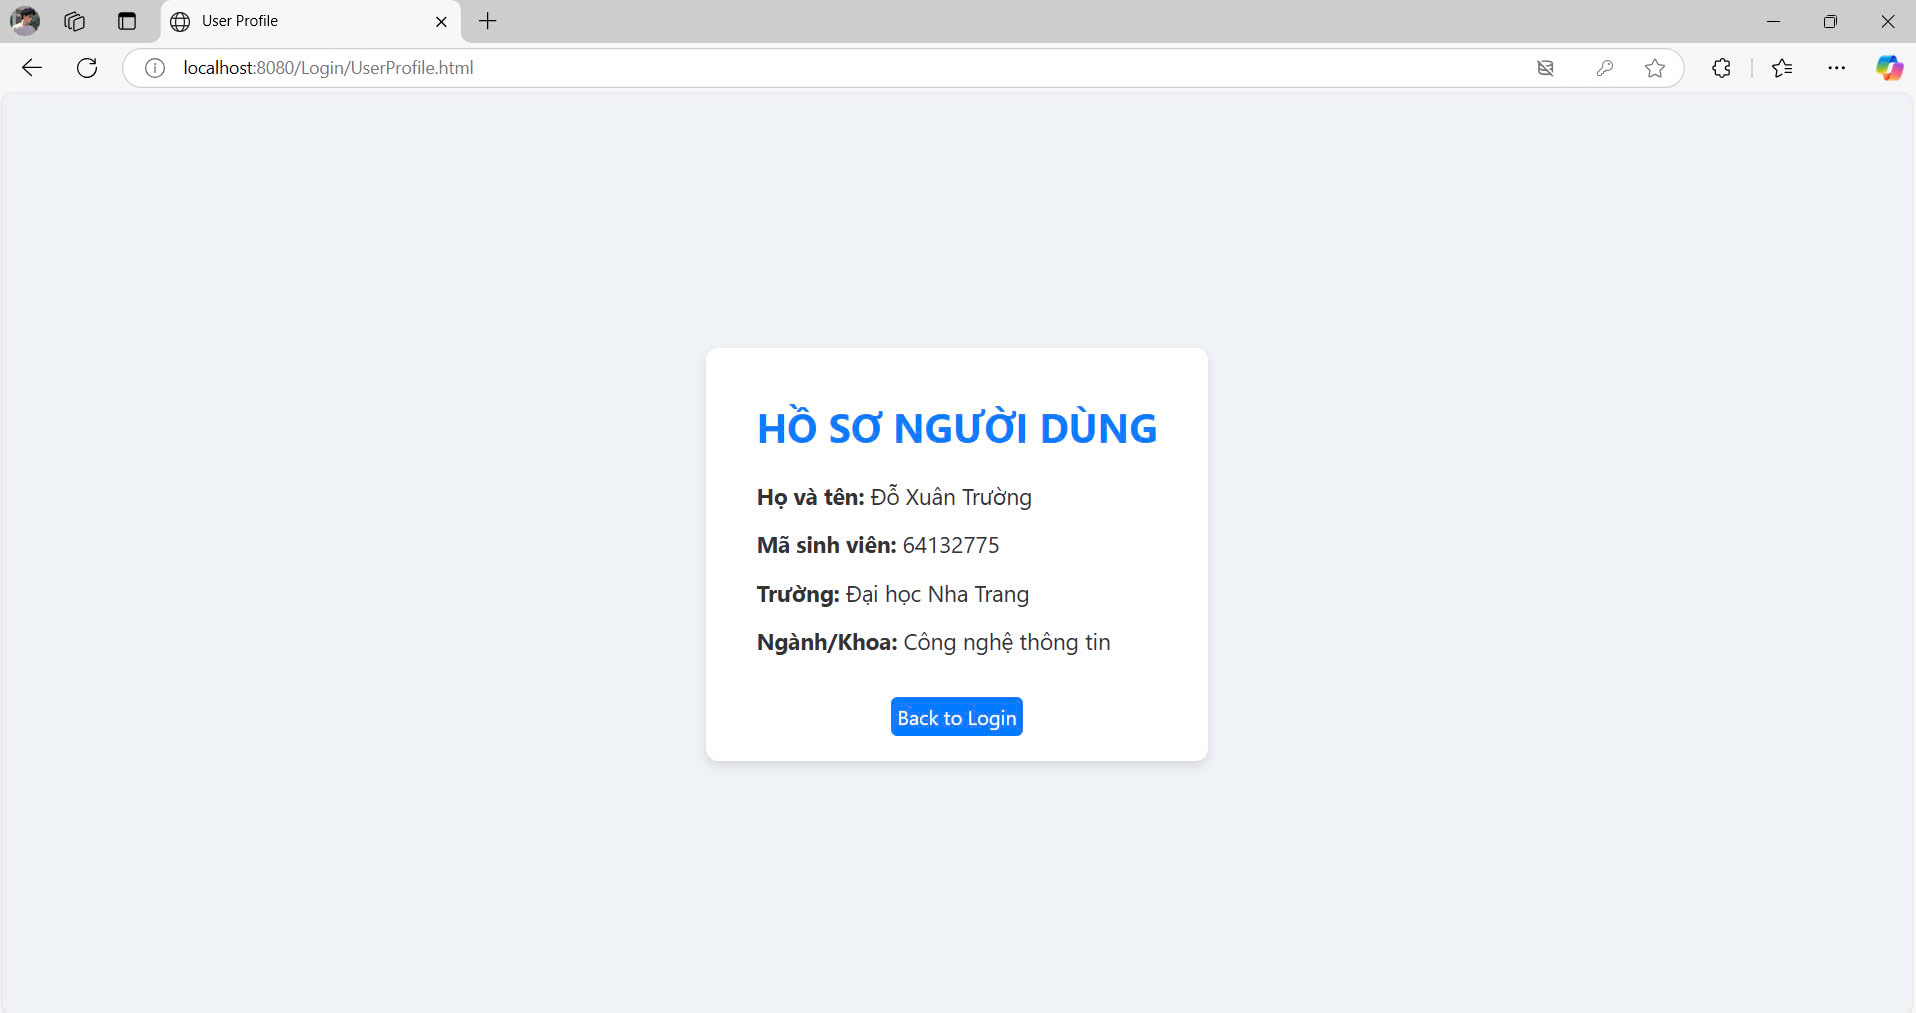 User Profile
localhost:8080/Login/UserProfile.html
HỒ SƠ NGƯỜI DÙNG
Họ và tên: Đỗ Xuân Trường
Mã sinh viên: 64132775
Trường: Đại học Nha Trang
Ngành/Khoa: Công nghệ thông tin
Back to Login